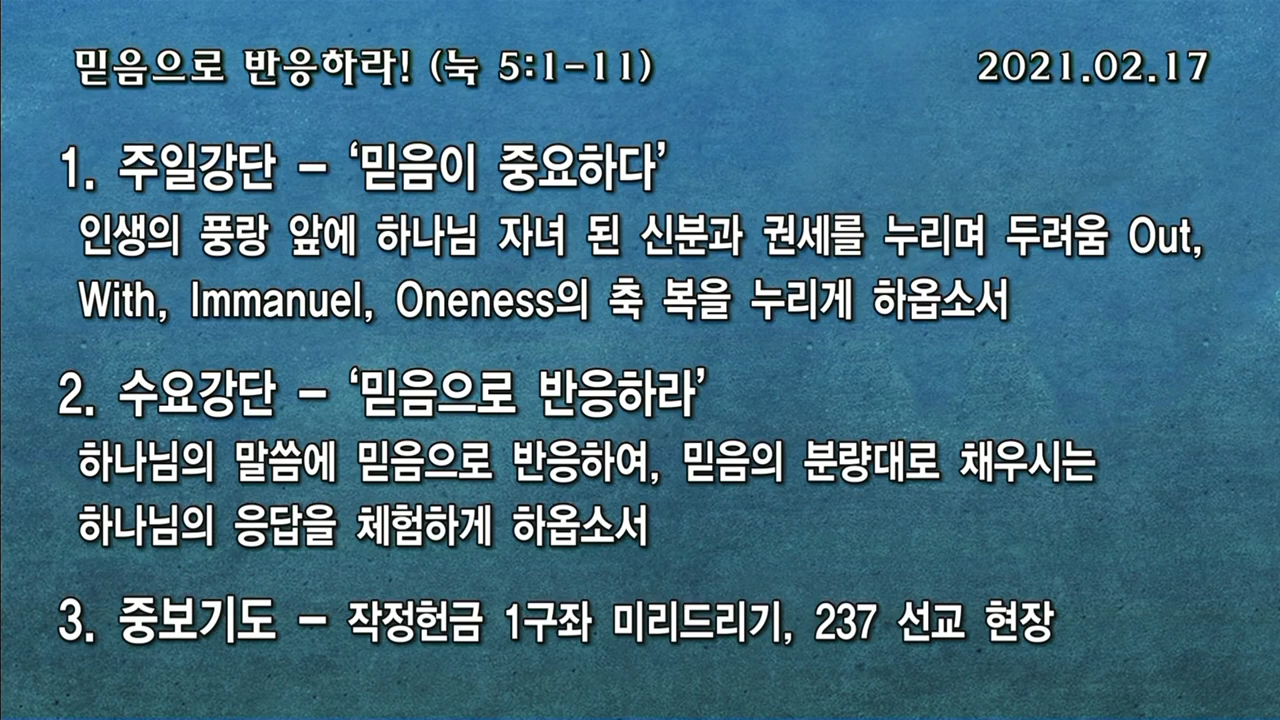 믿음으로 반응하라! (눅 5:1-11) 2021.02.17
1. 주일강단 - ‘믿음이 중요하다’
인생의 풍랑 앞에 하나님 자녀 된 신분과 권세를 누리며 두려움 Out,
With, Immanuel, Oneness의 축 복을 누리게 하옵소서
2. 수요강단 - ‘믿음으로 반응하라’
하나님의 말씀에 믿음으로 반응하여, 믿음의 분량대로 채우시는
하나님의 응답을 체험하게 하옵소서
3. 중보기도 - 작정헌금 1구좌 미리드리기, 237 선교 현장